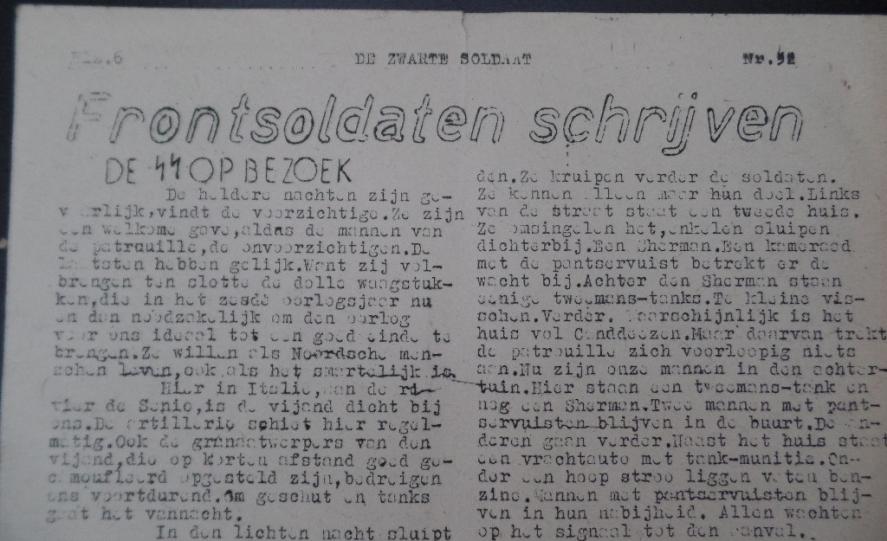 Blz.6
DE ZWARTE SOLDAAT
Nr.52
Frontsoldaten schrijven
DE ᛋᛋ OP BEZOEK
De heldere nachten zijn ge-
vaarlijk,vindt de voorzichtige.Ze zijn
een welkome gave,aldas de mannen van
de patrouille,de onvoorzichtigen.De
laatsten hebben gelijk.Want zij vol-
brengen ten slotte de dolle waagstuk-
ken,die in het zesde oorlogsjaar nu
en dan noodzakelijk om den oorlog
voor ons ideaal tot een goed einde te
brengen.Ze willen als Noordsche men-
schen leven,ook als het smartelijk is.
Hier in Italie,aan de ri-
vier de Senio,is de vijand dicht bij
ons.De artillerie schiet hier regel-
matig.Ook de granaatwerpers van den
vijand,die op korten afstand goed ge-
camoufleerd opgesteld zijn,bedreigen
ons voortdurend.Om geschut en tanks
gaat het vannacht.
In den lichten nacht sluipt
den.Ze kruipen verder de soldaten.
Ze kennen alleen maar hun doel.Links
van de straat staat een tweede huis.
Ze omsingelen het,enkelen sluipen
dichterbij.Een Sherman.Een kameraad
met de pantservuist betrekt er de
wacht bij.Achter den Sherman staan
eenige tweemans-tanks.Te kleine vis-
schen.Verder. Waarschijnlijk is het
huis vol Canadeezen.Maar daarvan trekt
de patrouille zich voorloopig niets
aan.Nu zijn onze mannen in den achter-
tuin.Hier staan een tweemans-tank en
nog een Sherman.Twee mannen met pant-
servuisten blijven in de buurt.De an-
deren gaan verder.Naast het huis staat
een vrachtauto met tank-munitie.On-
der een hoop stroo liggen vaten ben-
zine.Mannen met pantservuisten blij-
ven in hun nabijheid. Allen wachten
op het signaal tot den aanval.